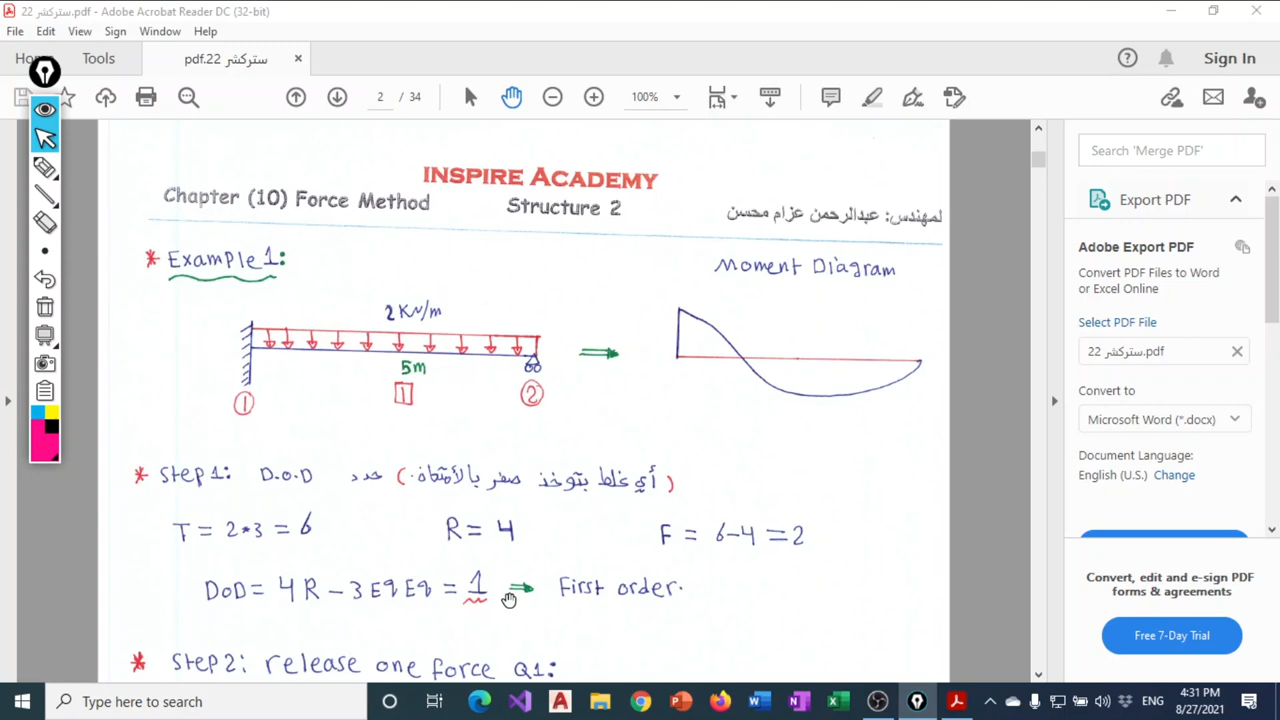 ستركشر 22.pdf - Adobe Acrobat Reader DC (32-bit)
File Edit View Sign Window Help
Tools
ستركشر 22.pdf
Sign In
2 / 34
100%
INSPIRE ACADEMY
Chapter (10) Force Method
Structure 2
لمهندس: عبدالرحمن عزام محسن
* Example 1:
Moment Diagram
2 KN/m
5m
1
1
2
* Step 1: D.O.D حدد (أي غلط بتوخذ صفر بالأمتحان)
T = 2*3 = 6
R = 4
F = 6-4 = 2
DoD = 4 R - 3 Eq Eq = 1 ⇒ First order.
* Step 2: release one force Q1:
Search 'Merge PDF'
Export PDF
Adobe Export PDF
Convert PDF Files to Word
or Excel Online
Select PDF File
ستركشر 22.pdf
Convert to
Microsoft Word (*.docx)
Document Language:
English (U.S.) Change
Convert, edit and e-sign PDF
forms & agreements
Free 7-Day Trial
Type here to search
ENG
4:31 PM
8/27/2021